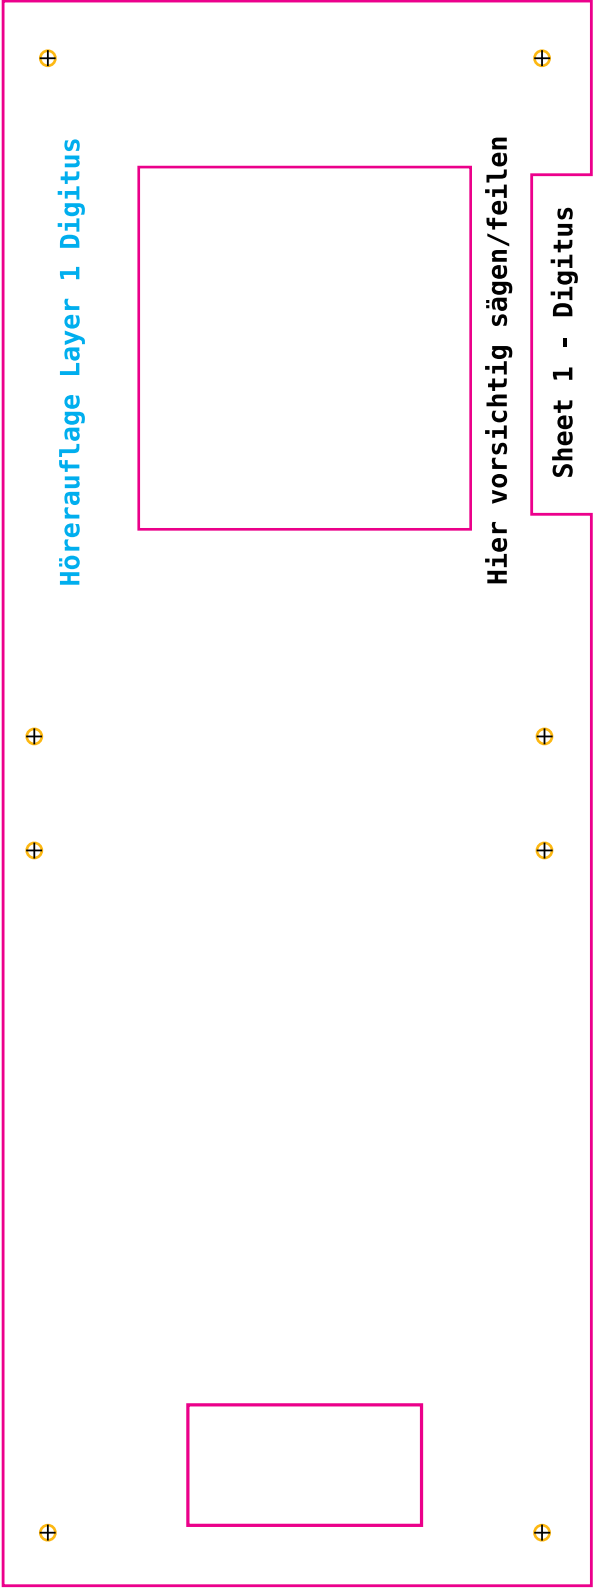 Hörerauflage Layer 1 Digitus
Hier vorsichtig sägen/feilen
Sheet 1 - Digitus